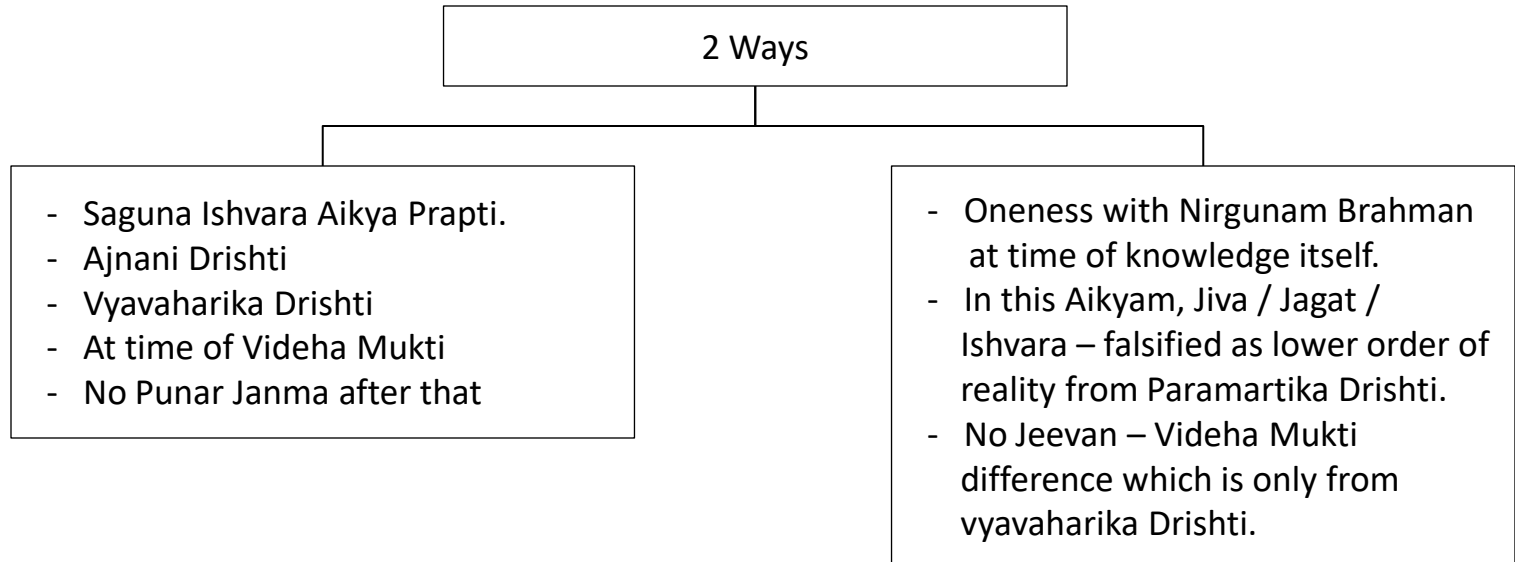 2 Ways
- Saguna Ishvara Aikya Prapti.
- Ajnani Drishti
- Vyavaharika Drishti
- At time of Videha Mukti
- No Punar Janma after that
- Oneness with Nirgunam Brahman
at time of knowledge itself.
- In this Aikyam, Jiva / Jagat /
Ishvara – falsified as lower order of
reality from Paramartika Drishti.
- No Jeevan – Videha Mukti
difference which is only from
vyavaharika Drishti.